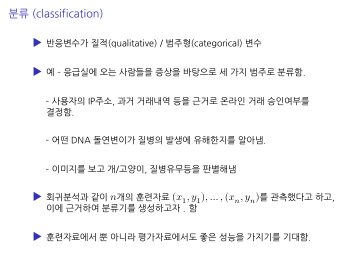 분류 (classification)
▶ 반응변수가 질적(qualitative) / 범주형(categorical) 변수
▶ 예 - 응급실에 오는 사람들을 증상을 바탕으로 세 가지 범주로 분류함.
- 사용자의 IP주소, 과거 거래내역 등을 근거로 온라인 거래 승인여부를
결정함.
- 어떤 DNA 돌연변이가 질병의 발생에 유해한지를 알아냄.
- 이미지를 보고 개/고양이, 질병유무등을 판별해냄
▶ 회귀분석과 같이 n개의 훈련자료 (x₁, y₁), … , (xₙ, yₙ)를 관측했다고 하고,
이에 근거하여 분류기를 생성하고자 . 함
▶ 훈련자료에서 뿐 아니라 평가자료에서도 좋은 성능을 가지기를 기대함.